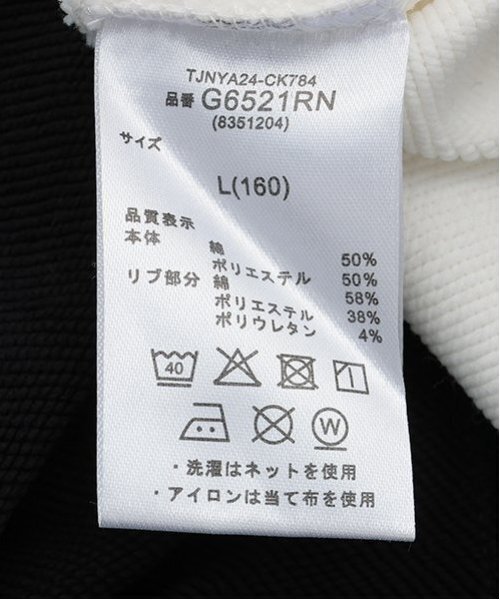 TJNYA24-CK784
品番 G6521RN
(8351204)
サイズ
L(160)
品質表示
本体 綿 50%
ポリエステル 50%
リブ部分 綿 58%
ポリエステル 38%
ポリウレタン 4%
40
W
・洗濯はネットを使用
・アイロンは当て布を使用